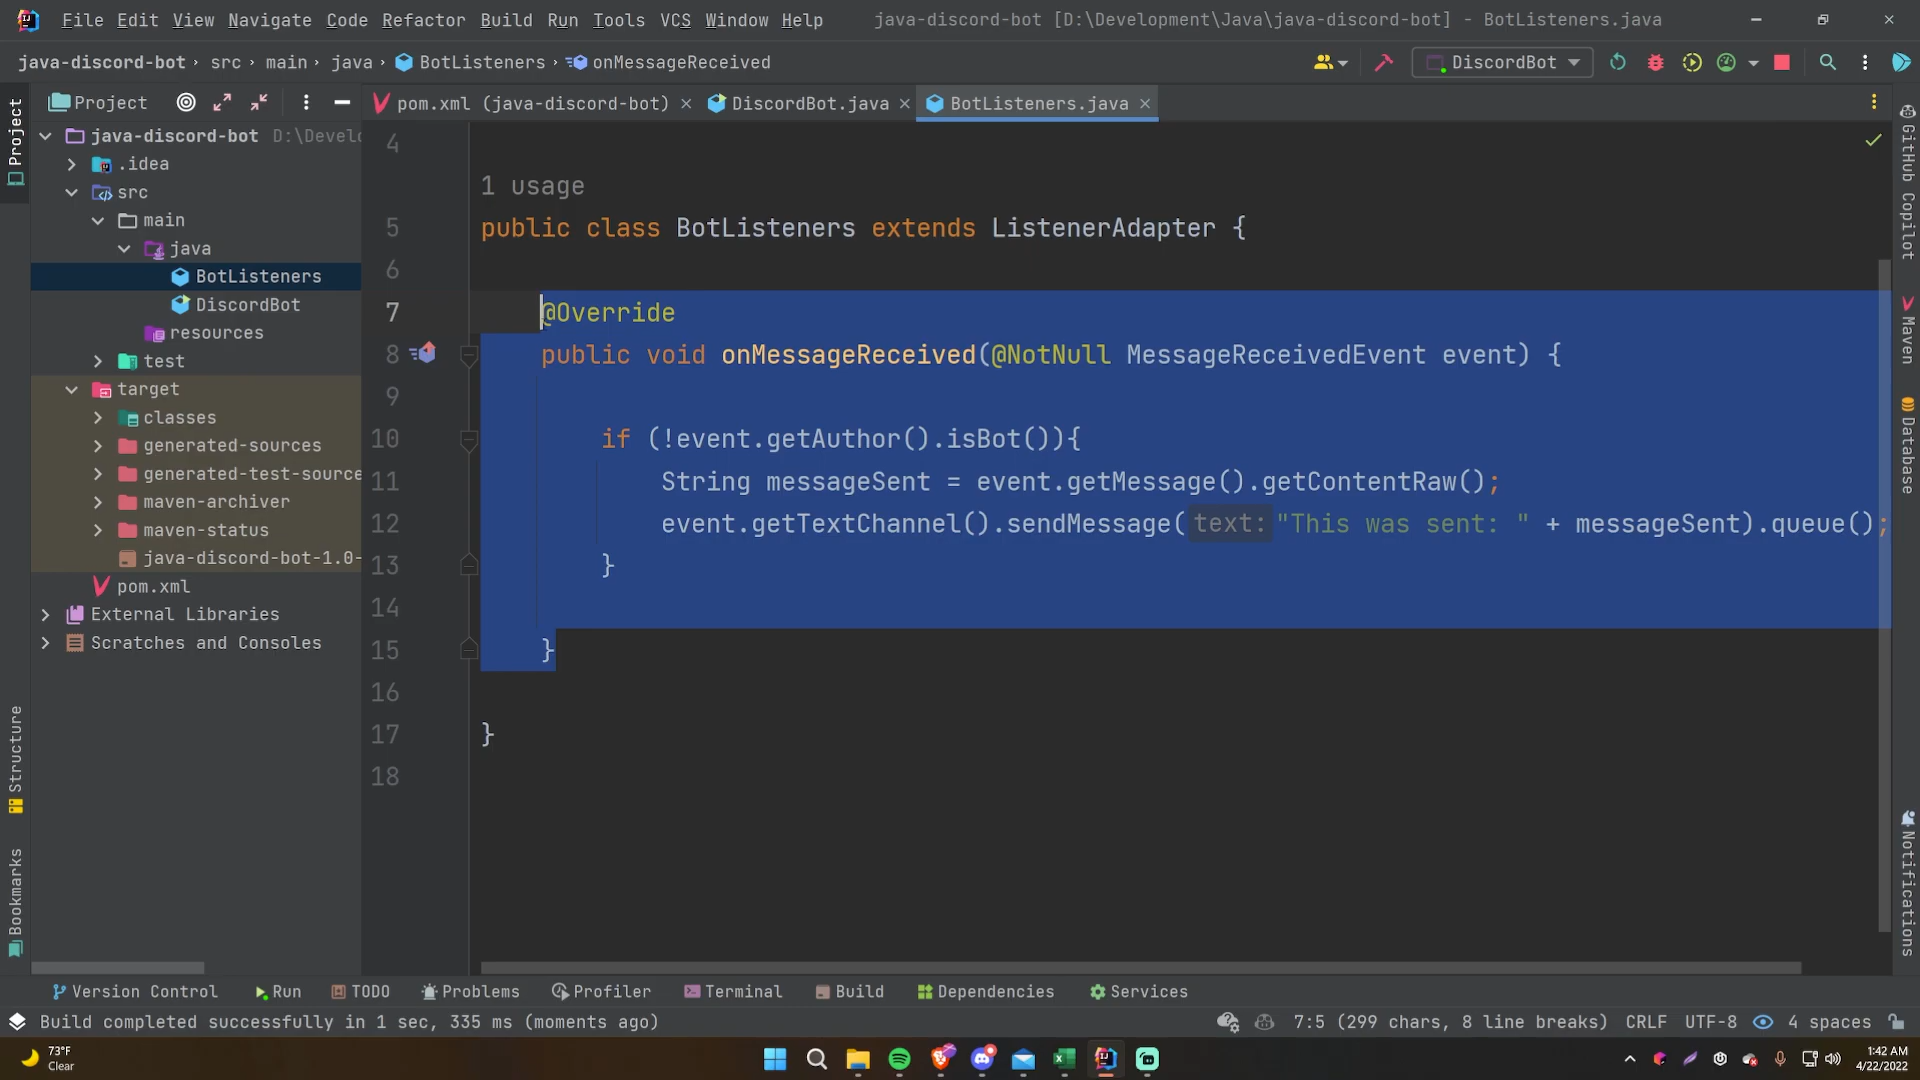 File Edit View Navigate Code Refactor Build Run Tools VCS Window Help java-discord-bot [D:\Development\Java\java-discord-bot] - BotListeners.java
java-discord-bot › src › main › java › BotListeners › onMessageReceived DiscordBot
Project pom.xml (java-discord-bot) DiscordBot.java BotListeners.java
java-discord-bot D:\Develo
.idea
src
main
java
BotListeners
DiscordBot
resources
test
target
classes
generated-sources
generated-test-source
maven-archiver
maven-status
java-discord-bot-1.0-
pom.xml
External Libraries
Scratches and Consoles
Project
Structure
Bookmarks
4
1 usage
5 public class BotListeners extends ListenerAdapter {
6
7 @Override
8 public void onMessageReceived(@NotNull MessageReceivedEvent event) {
9
10 if (!event.getAuthor().isBot()){
11 String messageSent = event.getMessage().getContentRaw();
12 event.getTextChannel().sendMessage( text: "This was sent: " + messageSent).queue();
13 }
14
15 }
16
17 }
18
GitHub Copilot
Maven
Database
Notifications
Version Control Run TODO Problems Profiler Terminal Build Dependencies Services
Build completed successfully in 1 sec, 335 ms (moments ago) 7:5 (299 chars, 8 line breaks) CRLF UTF-8 4 spaces
73°F
Clear
1:42 AM
4/22/2022